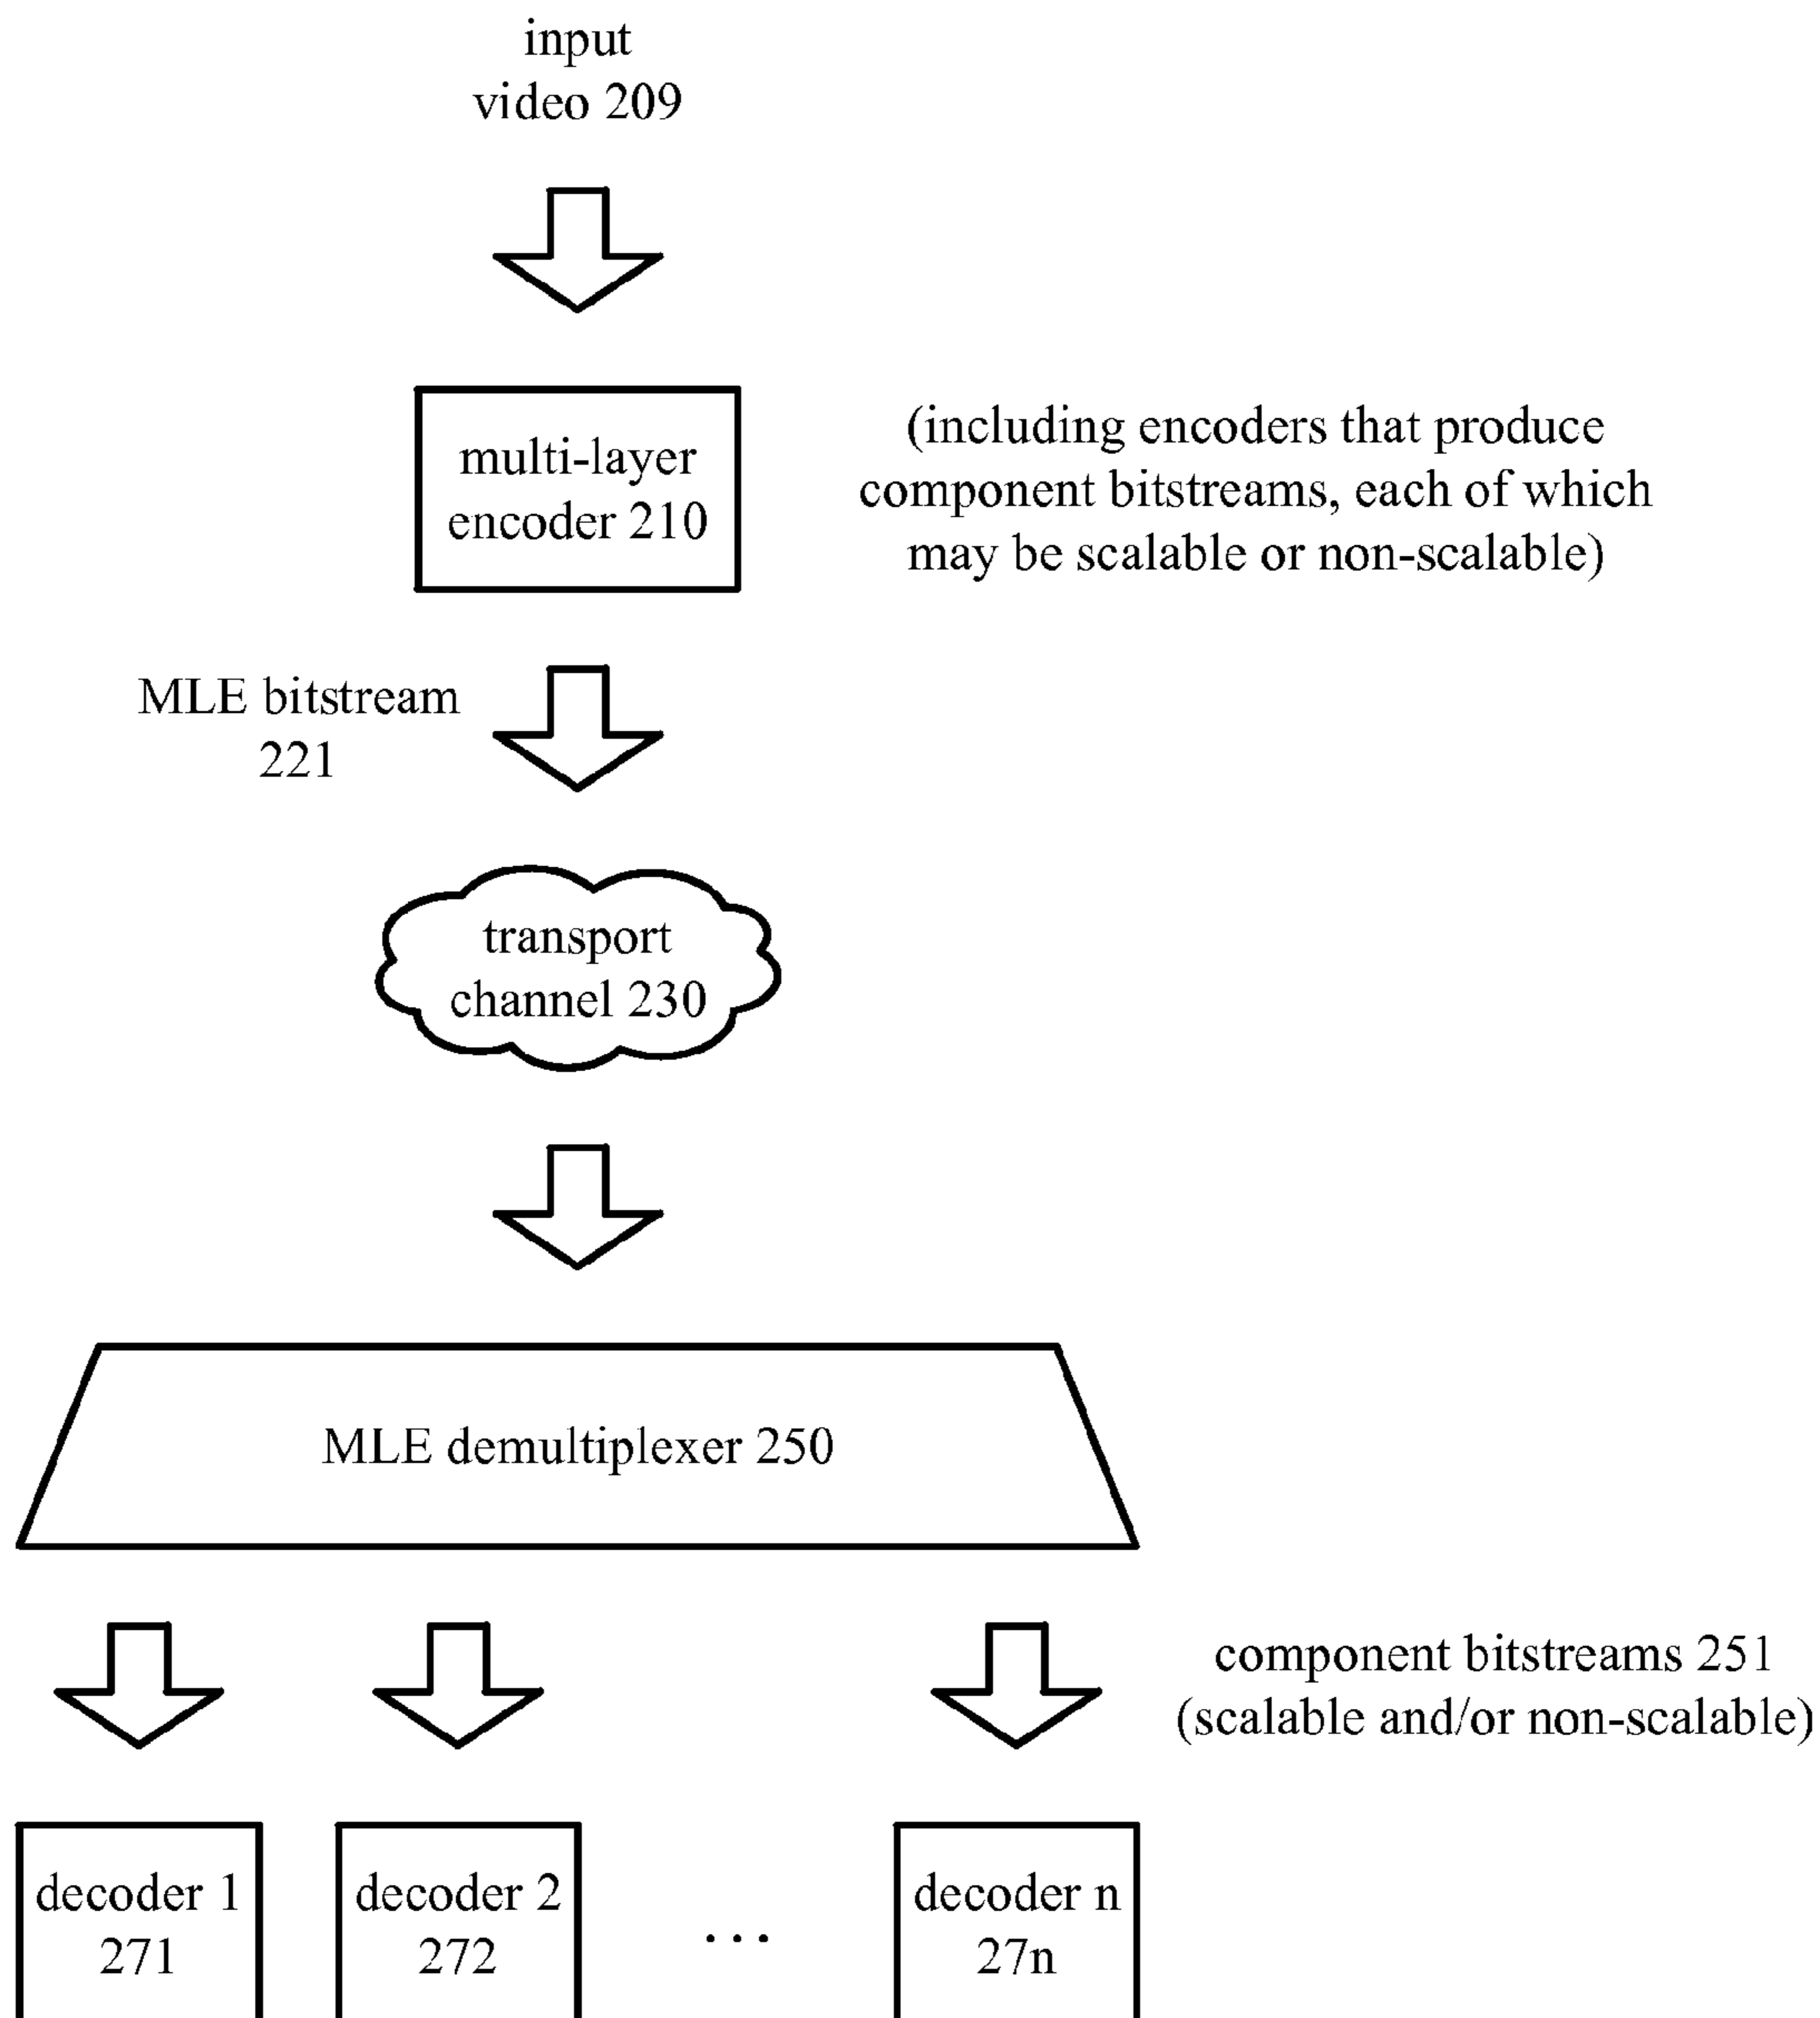 input
video 209
multi-layer
encoder 210
(including encoders that produce
component bitstreams, each of which
may be scalable or non-scalable)
MLE bitstream
221
transport
channel 230
MLE demultiplexer 250
component bitstreams 251
(scalable and/or non-scalable)
decoder 1
271
decoder 2
272
...
decoder n
27n